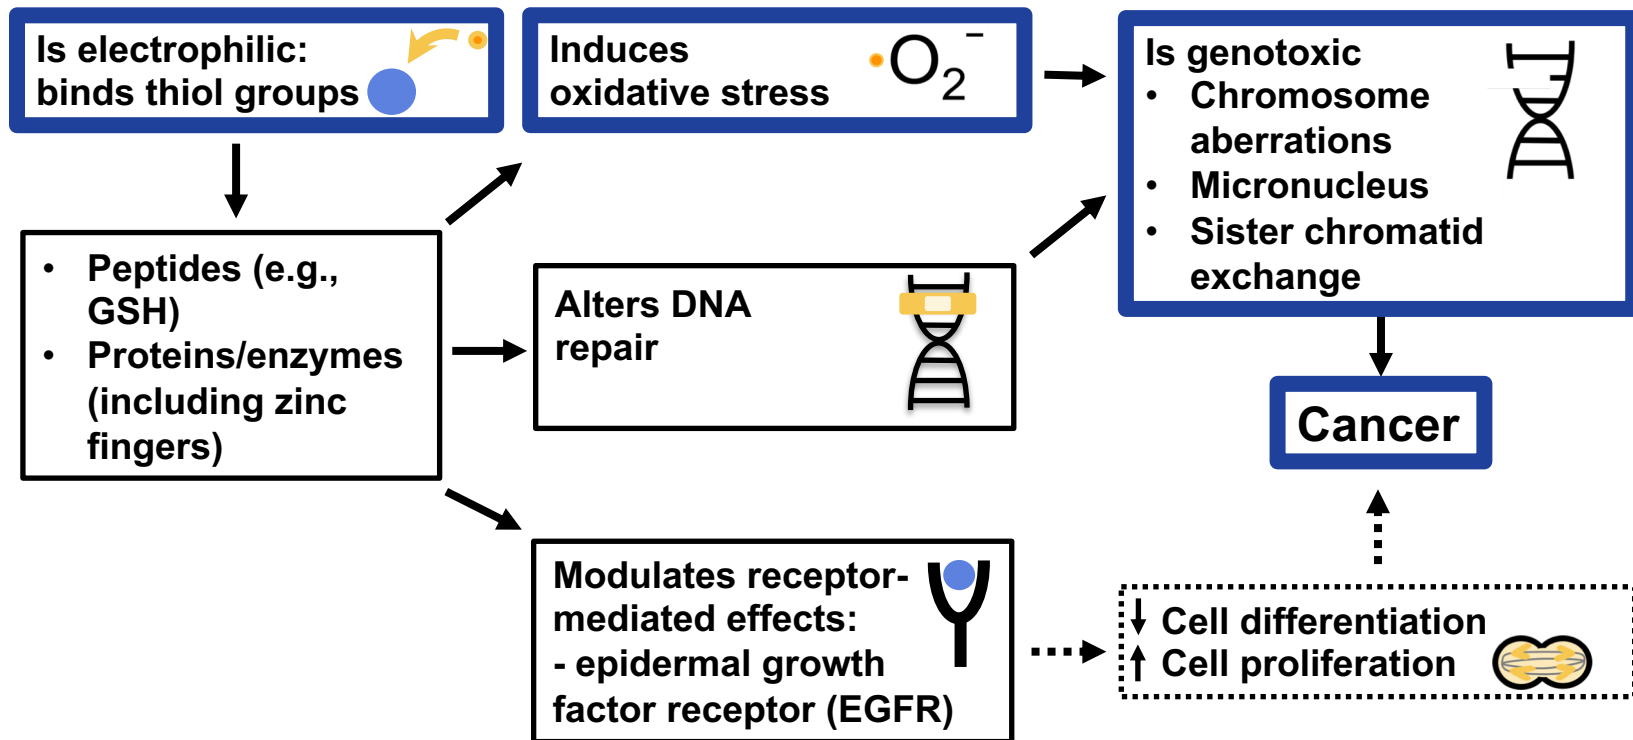 Is electrophilic:
binds thiol groups
Induces
oxidative stress
•O2−
Is genotoxic
• Chromosome
aberrations
• Micronucleus
• Sister chromatid
exchange
• Peptides (e.g.,
GSH)
• Proteins/enzymes
(including zinc
fingers)
Alters DNA
repair
Cancer
Modulates receptor-
mediated effects:
- epidermal growth
factor receptor (EGFR)
↓ Cell differentiation
↑ Cell proliferation